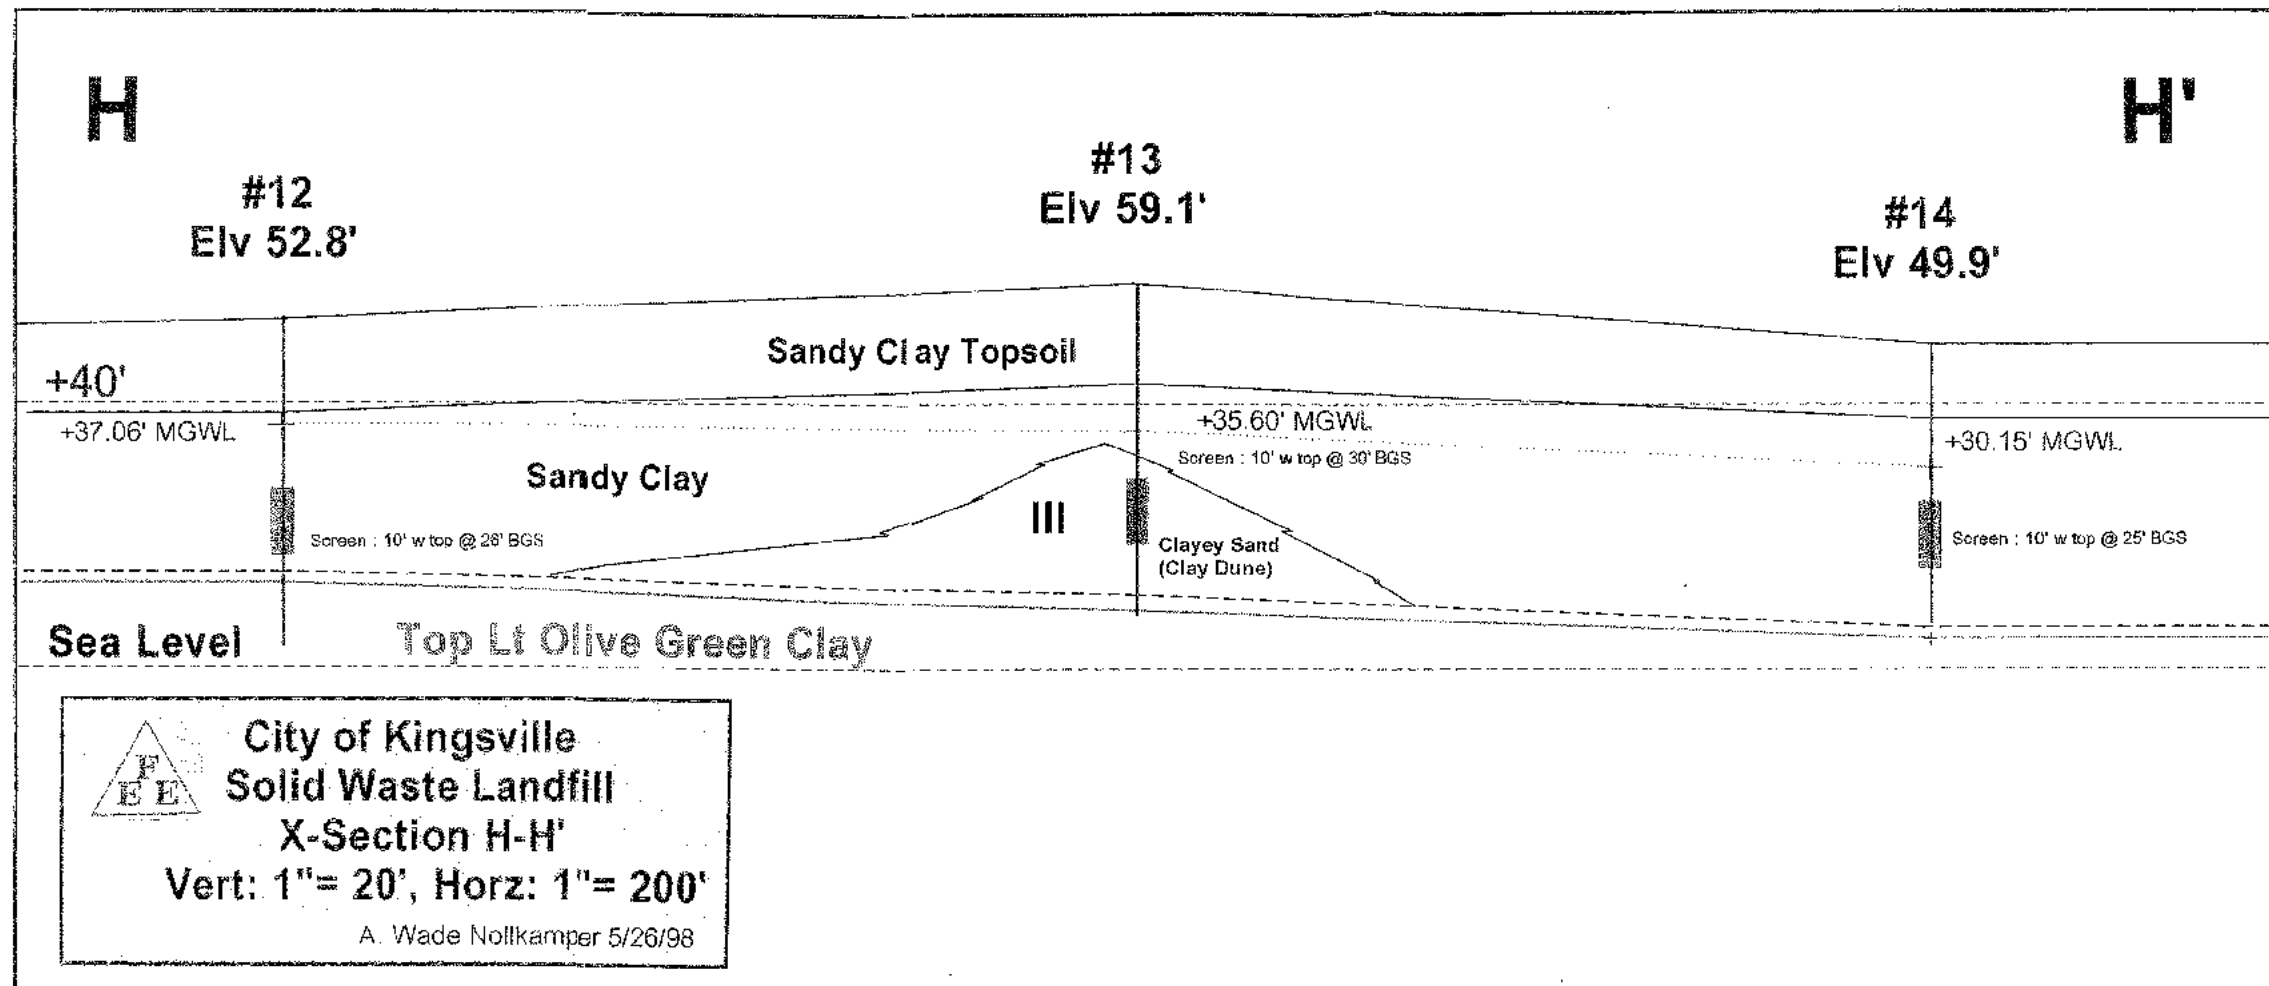 H
H'
#12
Elv 52.8'
#13
Elv 59.1'
#14
Elv 49.9'
Sandy Clay Topsoil
+40'
+37.06' MGWL
+35.60' MGWL
+30.15' MGWL
Screen : 10' w top @ 30' BGS
Sandy Clay
III
Screen : 10' w top @ 26' BGS
Clayey Sand
(Clay Dune)
Screen : 10' w top @ 25' BGS
Sea Level
Top Lt Olive Green Clay
F
E E
City of Kingsville
Solid Waste Landfill
X-Section H-H'
Vert: 1"= 20', Horz: 1"= 200'
A. Wade Nollkamper 5/26/98